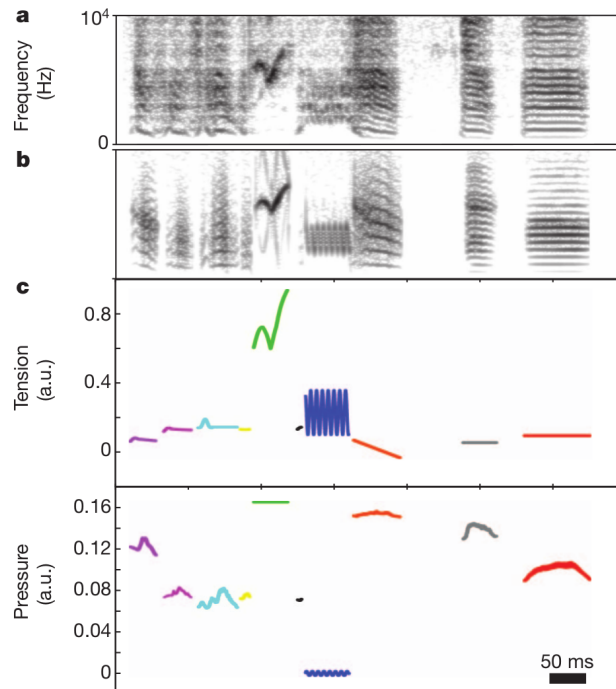 a
10⁴
Frequency
(Hz)
0
b
c
0.8
Tension
(a.u.)
0.4
0
0.16
0.12
Pressure
(a.u.)
0.08
0.04
0
50 ms